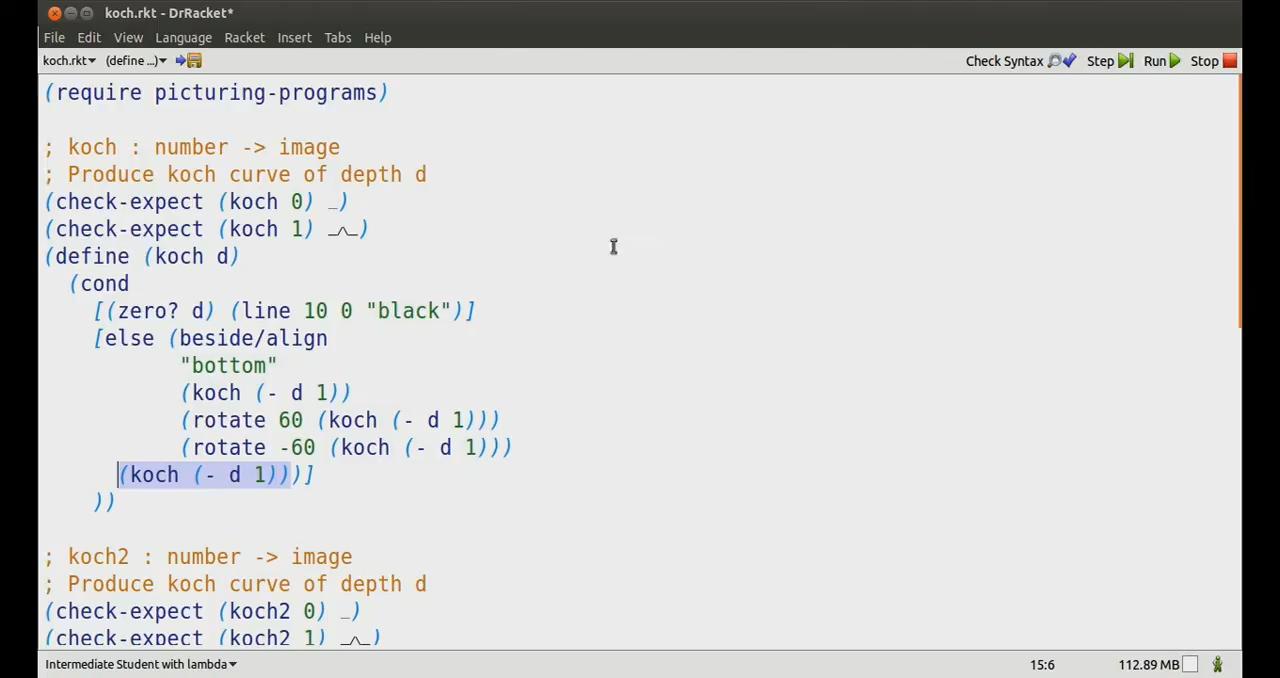 koch.rkt - DrRacket*
File Edit View Language Racket Insert Tabs Help
koch.rkt (define ...) Check Syntax Step Run Stop
(require picturing-programs)
; koch : number -> image
; Produce koch curve of depth d
(check-expect (koch 0) )
(check-expect (koch 1) )
(define (koch d)
(cond
[(zero? d) (line 10 0 "black")]
[else (beside/align
"bottom"
(koch (- d 1))
(rotate 60 (koch (- d 1)))
(rotate -60 (koch (- d 1)))
(koch (- d 1)))]
))
; koch2 : number -> image
; Produce koch curve of depth d
(check-expect (koch2 0) )
(check-expect (koch2 1) )
Intermediate Student with lambda 15:6 112.89 MB